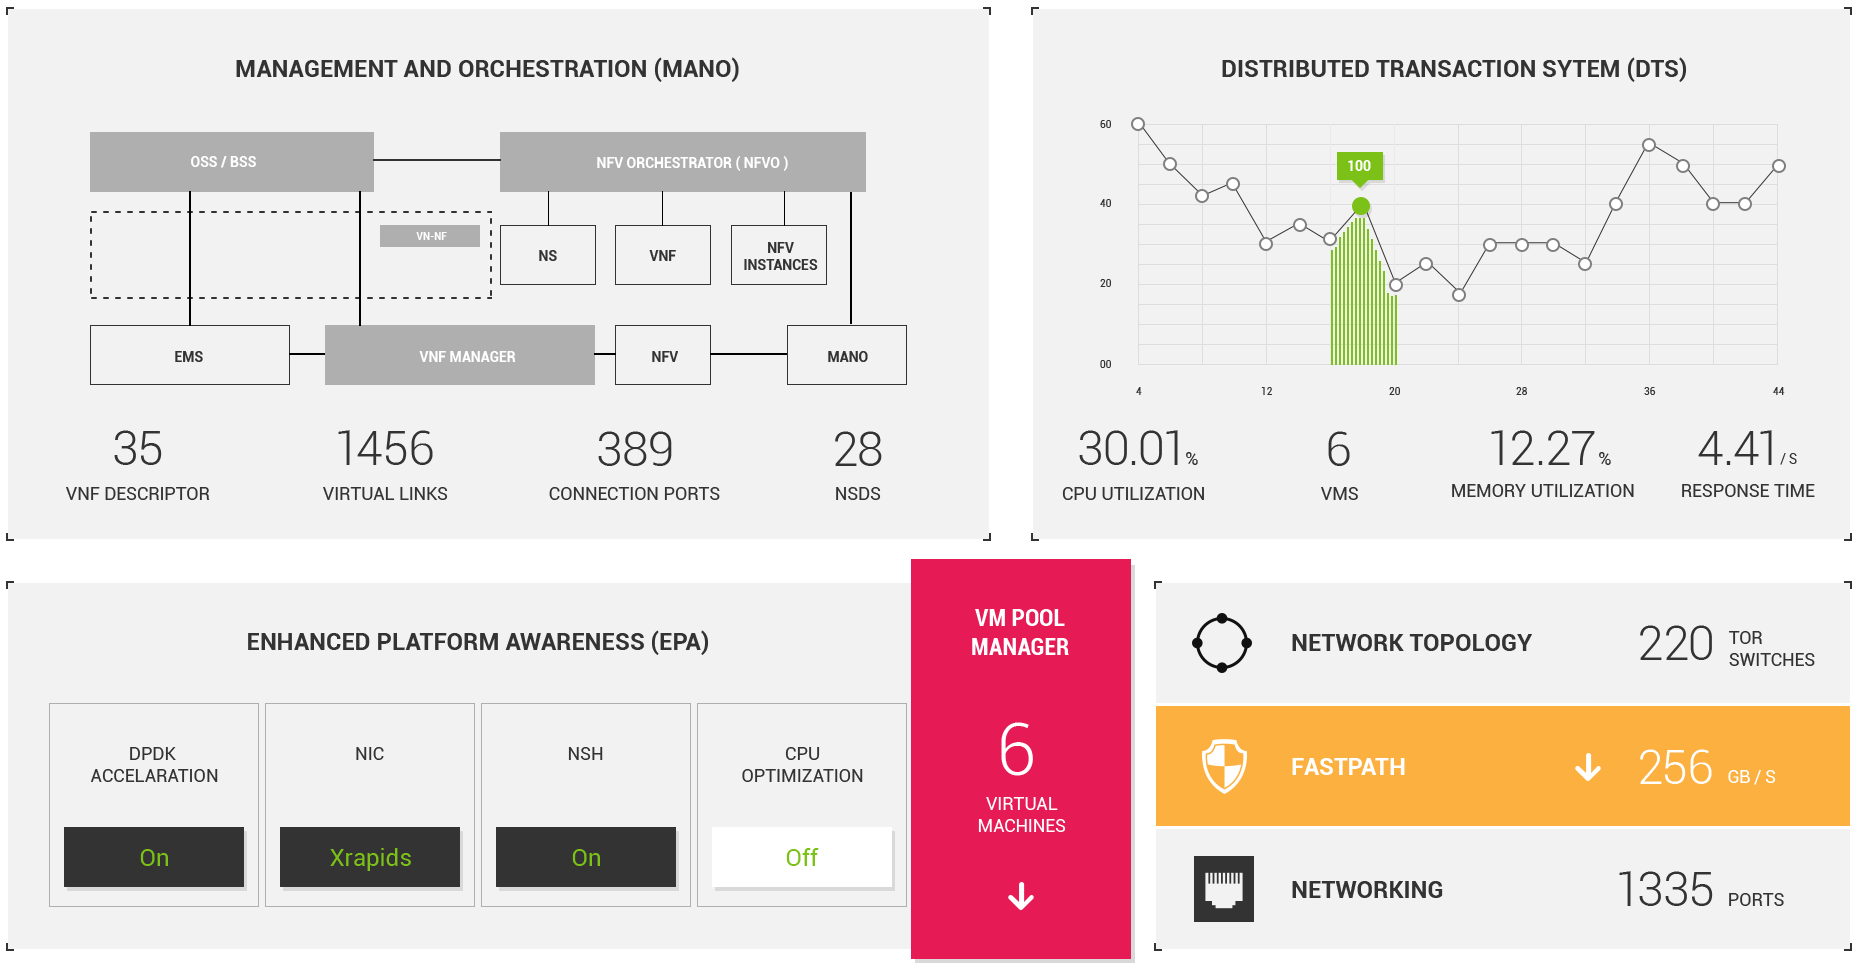 MANAGEMENT AND ORCHESTRATION (MANO)
OSS / BSS
NFV ORCHESTRATOR ( NFVO )
VN-NF
NS
VNF
NFV
INSTANCES
EMS
VNF MANAGER
NFV
MANO
35
VNF DESCRIPTOR
1456
VIRTUAL LINKS
389
CONNECTION PORTS
28
NSDS
DISTRIBUTED TRANSACTION SYTEM (DTS)
60
40
20
00
100
4
12
20
28
36
44
30.01%
CPU UTILIZATION
6
VMS
12.27%
MEMORY UTILIZATION
4.41 / S
RESPONSE TIME
ENHANCED PLATFORM AWARENESS (EPA)
DPDK
ACCELARATION
On
NIC
Xrapids
NSH
On
CPU
OPTIMIZATION
Off
VM POOL
MANAGER
6
VIRTUAL
MACHINES
NETWORK TOPOLOGY
220
TOR
SWITCHES
FASTPATH
256 GB / S
NETWORKING
1335 PORTS